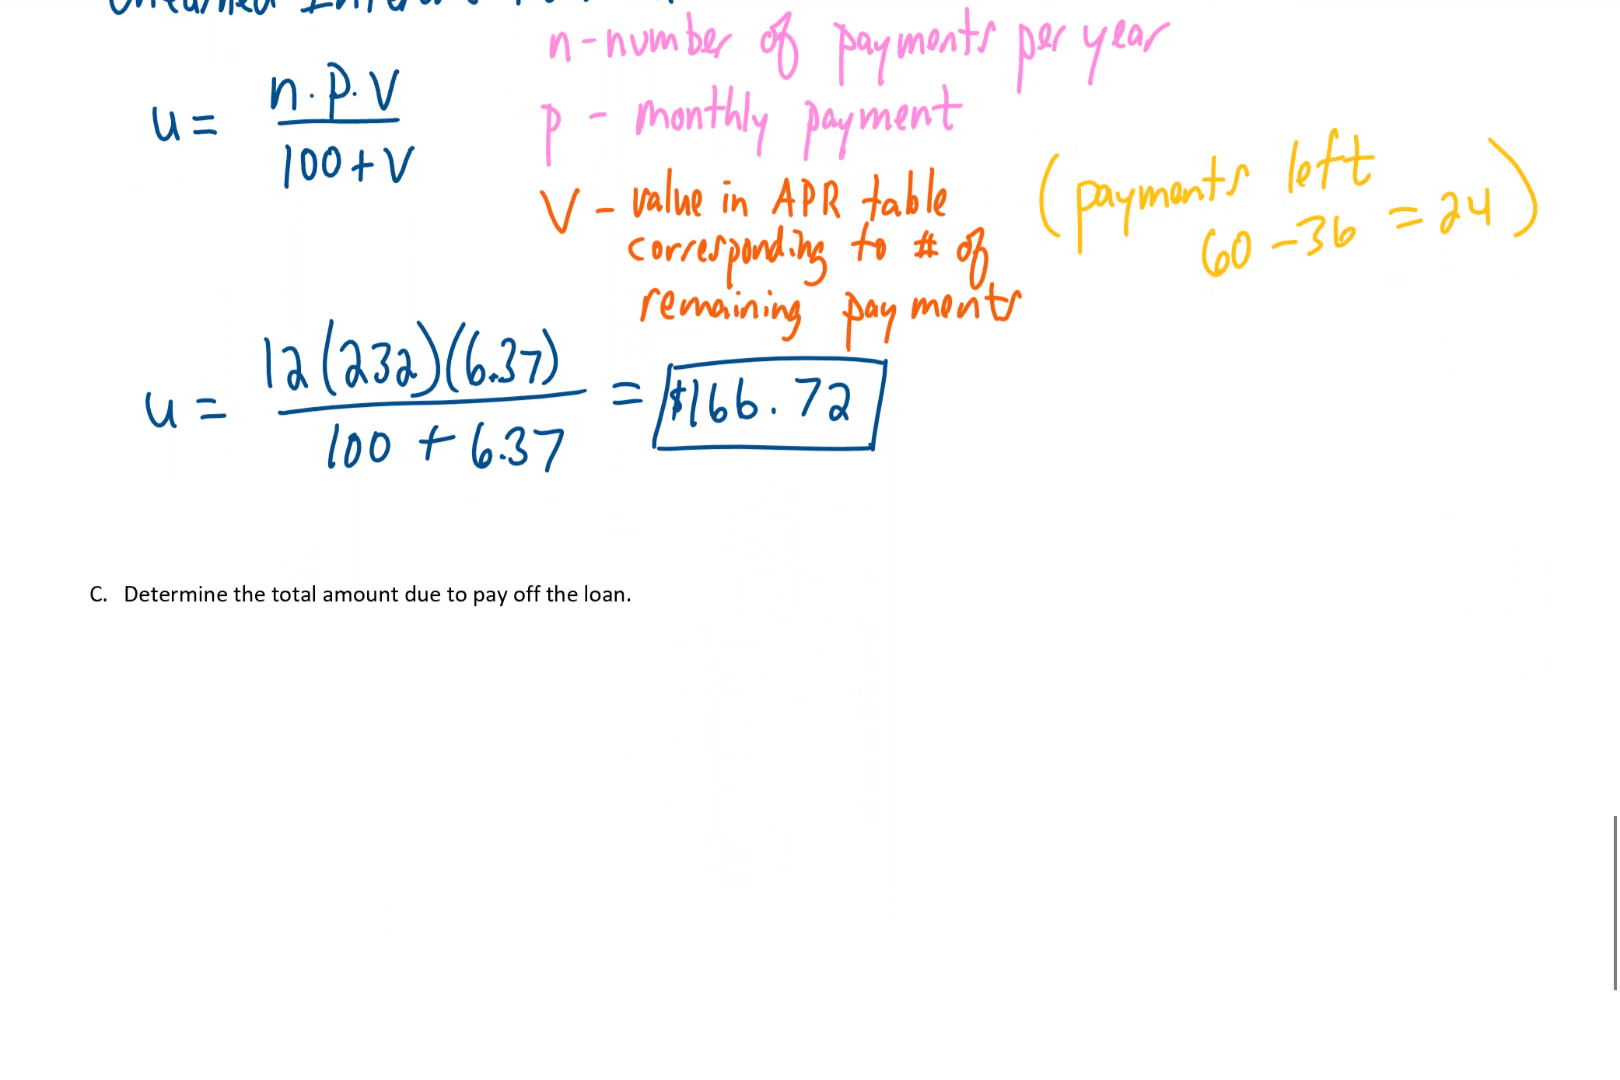 n - number of payments per year
u = n·p·V / 100 + V
p - monthly payment
V - value in APR table corresponding to # of remaining payments
(payments left 60 - 36 = 24)
u = 12(232)(6.37) / 100 + 6.37 = $166.72
C. Determine the total amount due to pay off the loan.